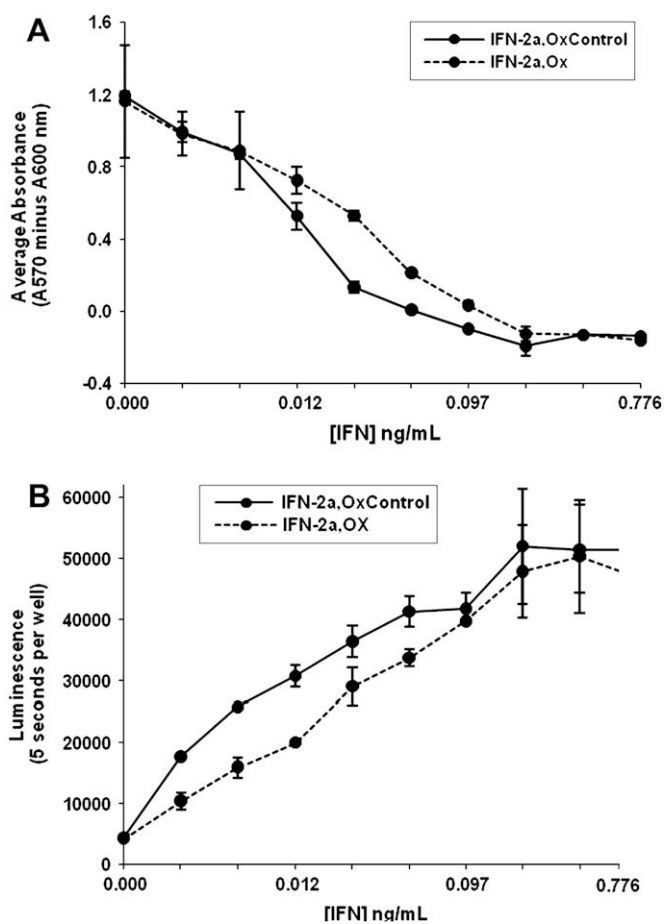 A
IFN-2a,OxControl
IFN-2a,Ox
Average Absorbance
(A570 minus A600 nm)
1.6
1.2
0.8
0.4
0.0
-0.4
0.000
0.012
0.097
0.776
[IFN] ng/mL
B
IFN-2a,OxControl
IFN-2a,OX
Luminescence
(5 seconds per well)
60000
50000
40000
30000
20000
10000
0
0.000
0.012
0.097
0.776
[IFN] ng/mL